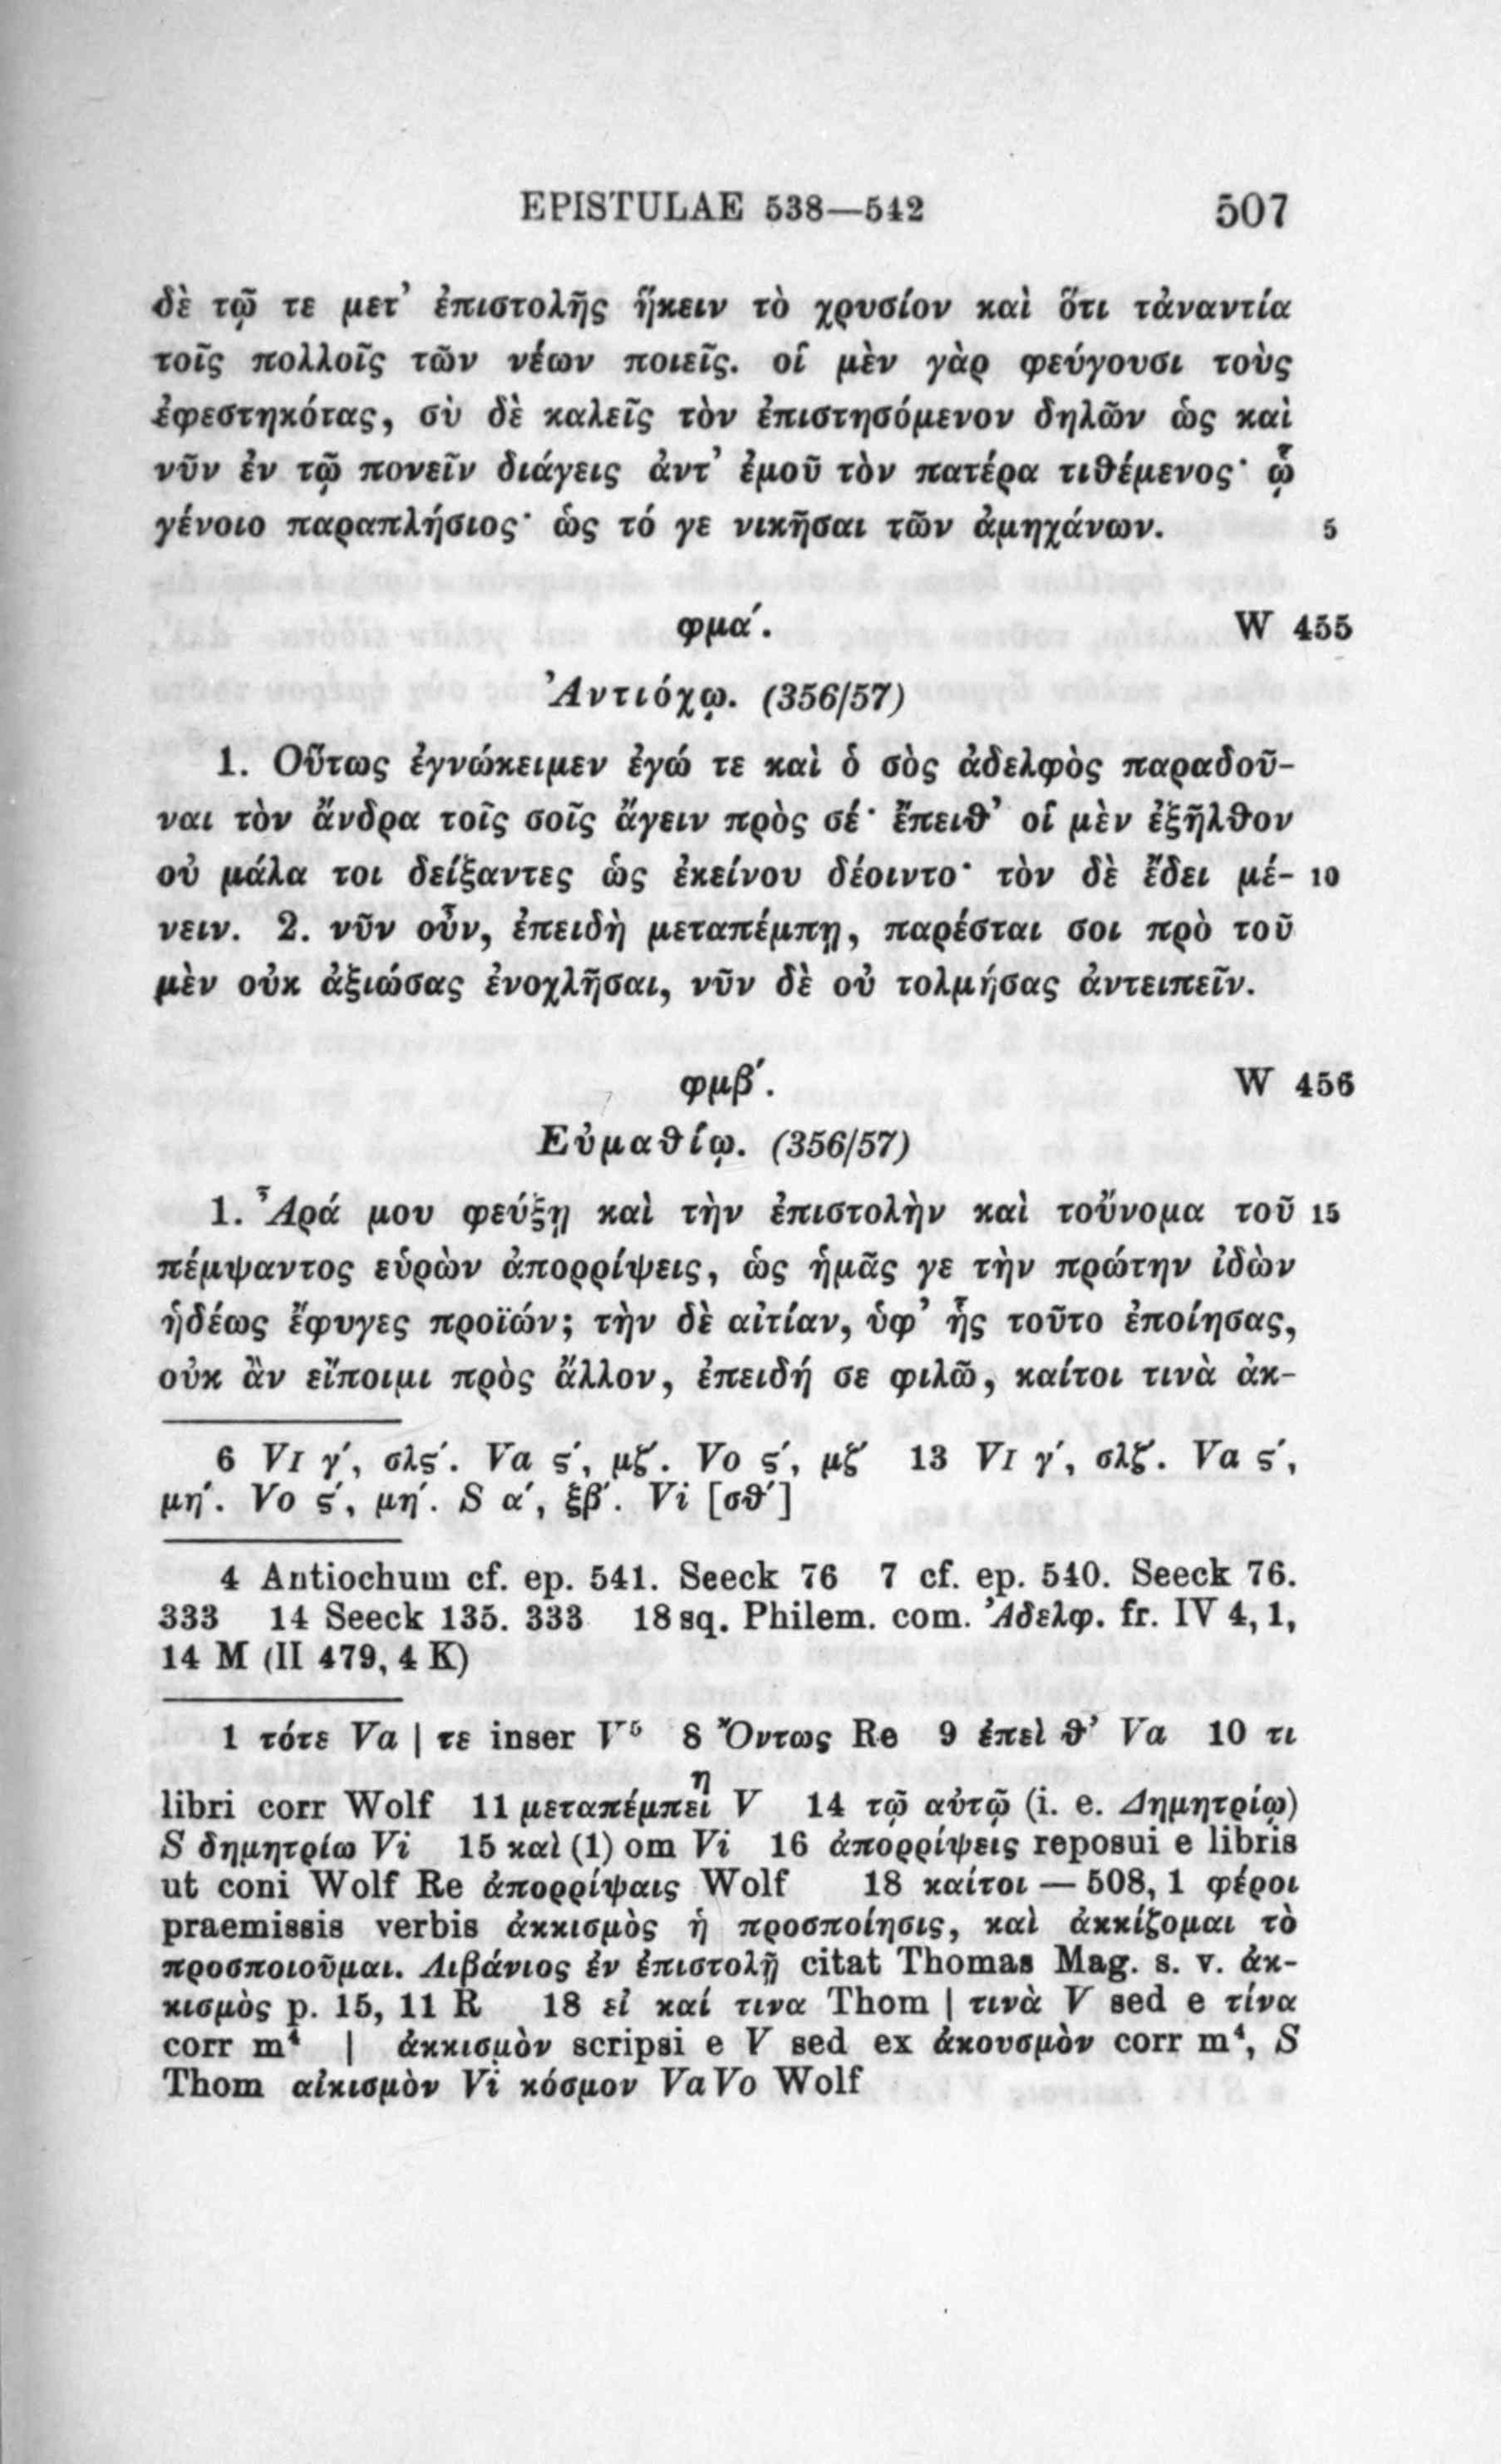 EPISTULAE 538—542 507
δὲ τῷ τε μετ’ ἐπιστολῆς ἥκειν τὸ χρυσίον καὶ ὅτι τἀναντία
τοῖς πολλοῖς τῶν νέων ποιεῖς. οἱ μὲν γὰρ φεύγουσι τοὺς
ἐφεστηκότας, σὺ δὲ καλεῖς τὸν ἐπιστησόμενον δηλῶν ὡς καὶ
νῦν ἐν τῷ πονεῖν διάγεις ἀντ’ ἐμοῦ τὸν πατέρα τιθέμενος· ᾧ
γένοιο παραπλήσιος· ὡς τό γε νικῆσαι τῶν ἀμηχάνων. 5
φμα΄. W 455
Ἀντιόχῳ. (356/57)
1. Οὕτως ἐγνώκειμεν ἐγώ τε καὶ ὁ σὸς ἀδελφὸς παραδοῦ-
ναι τὸν ἄνδρα τοῖς σοῖς ἄγειν πρὸς σέ· ἔπειθ’ οἱ μὲν ἐξῆλθον
οὐ μάλα τοι δείξαντες ὡς ἐκείνου δέοιντο· τὸν δὲ ἔδει μέ- 10
νειν. 2. νῦν οὖν, ἐπειδὴ μεταπέμπῃ, παρέσται σοι πρὸ τοῦ
μὲν οὐκ ἀξιώσας ἐνοχλῆσαι, νῦν δὲ οὐ τολμήσας ἀντειπεῖν.
φμβ΄. W 456
Εὐμαθίῳ. (356/57)
1. Ἆρά μου φεύξῃ καὶ τὴν ἐπιστολὴν καὶ τοὔνομα τοῦ 15
πέμψαντος εὑρὼν ἀπορρίψεις, ὡς ἡμᾶς γε τὴν πρώτην ἰδὼν
ἡδέως ἔφυγες προϊών; τὴν δὲ αἰτίαν, ὑφ’ ἧς τοῦτο ἐποίησας,
οὐκ ἂν εἴποιμι πρὸς ἄλλον, ἐπειδή σε φιλῶ, καίτοι τινὰ ἀκ-
6 VI γ΄, σλϛ΄. Va ϛ΄, μζ΄. Vo ϛ΄, μζ΄ 13 VI γ΄, σλζ΄. Va ϛ΄,
μη΄. Vo ϛ΄, μη΄. S α΄, ξβ΄. Vi [σθ΄]
4 Antiochum cf. ep. 541. Seeck 76 7 cf. ep. 540. Seeck 76.
333 14 Seeck 135. 333 18 sq. Philem. com. Ἀδελφ. fr. IV 4, 1,
14 M (II 479, 4 K)
1 τότε Va | τε inser V⁵ 8 Ὄντως Re 9 ἐπεὶ θ’ Va 10 τι
libri corr Wolf 11 μεταπέμπει η V 14 τῷ αὐτῷ (i. e. Δημητρίῳ)
S δημητρίω Vi 15 καὶ (1) om Vi 16 ἀπορρίψεις reposui e libris
ut coni Wolf Re ἀπορρίψαις Wolf 18 καίτοι — 508, 1 φέροι
praemissis verbis ἀκκισμὸς ἡ προσποίησις, καὶ ἀκκίζομαι τὸ
προσποιοῦμαι. Λιβάνιος ἐν ἐπιστολῇ citat Thomas Mag. s. v. ἀκ-
κισμὸς p. 15, 11 R 18 εἰ καί τινα Thom | τινὰ V sed e τίνα
corr m⁴ | ἀκκισμὸν scripsi e V sed ex ἀκουσμὸν corr m⁴, S
Thom αἰκισμὸν Vi κόσμον Va Vo Wolf